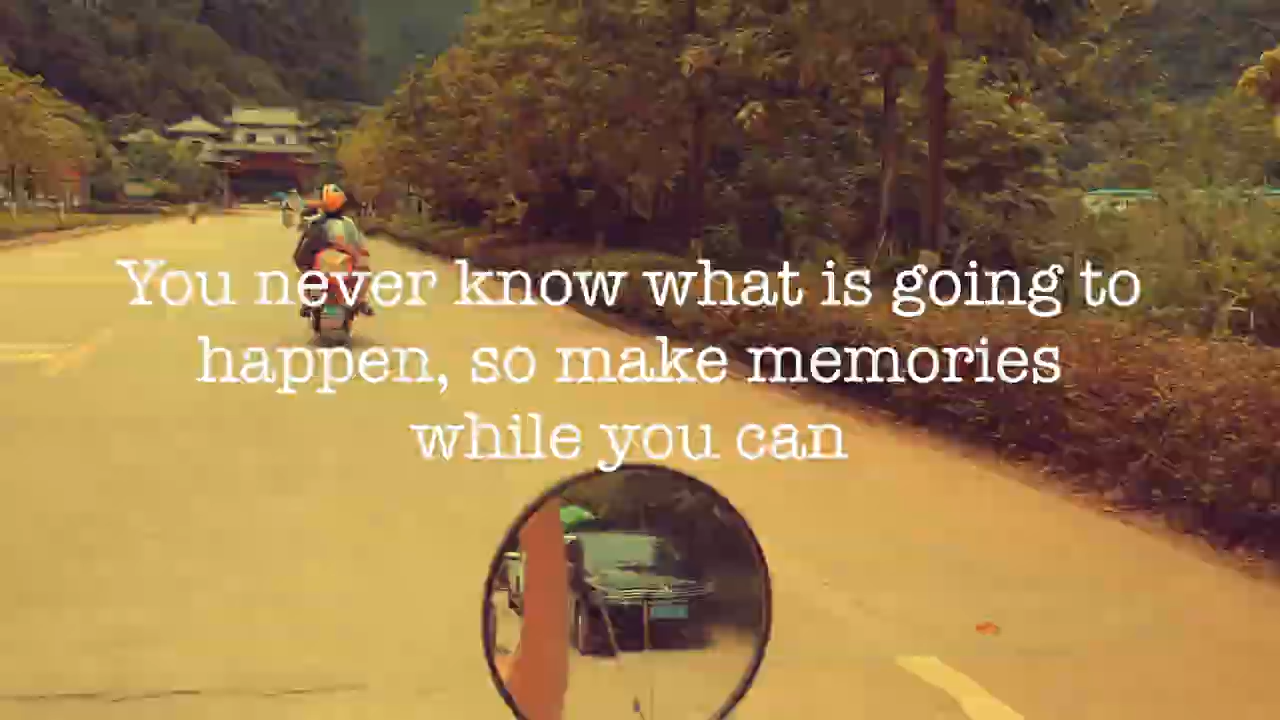 You never know what is going to
happen, so make memories
while you can